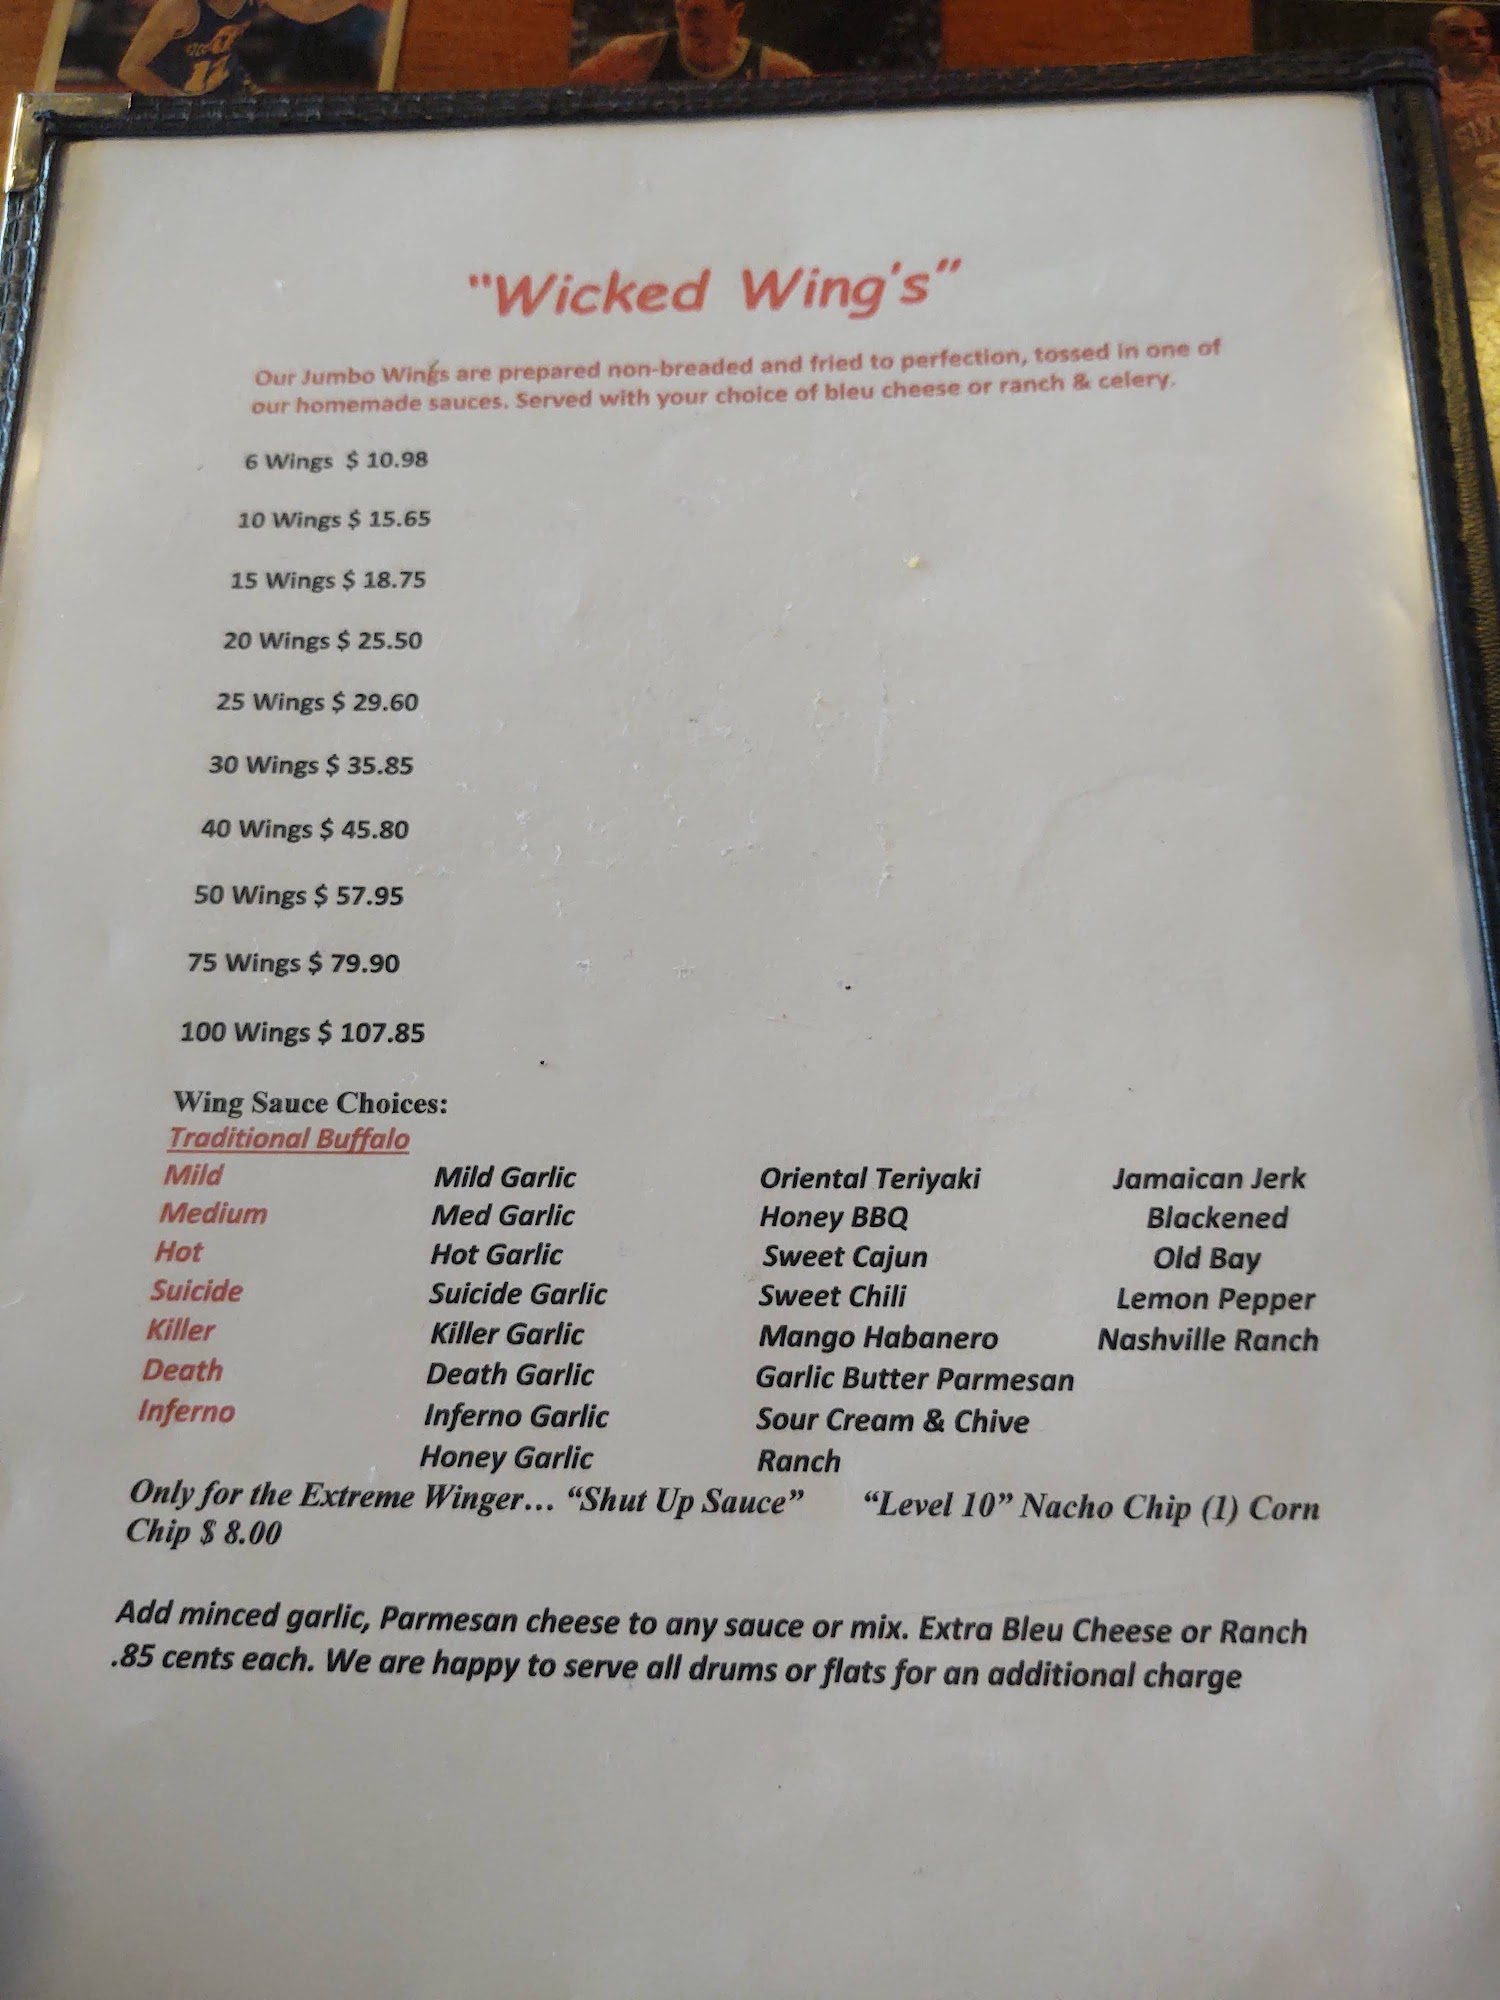 "Wicked Wing's"
Our Jumbo Wings are prepared non-breaded and fried to perfection, tossed in one of
our homemade sauces. Served with your choice of bleu cheese or ranch & celery.
6 Wings $ 10.98
10 Wings $ 15.65
15 Wings $ 18.75
20 Wings $ 25.50
25 Wings $ 29.60
30 Wings $ 35.85
40 Wings $ 45.80
50 Wings $ 57.95
75 Wings $ 79.90
100 Wings $ 107.85
Wing Sauce Choices:
Traditional Buffalo
Mild Mild Garlic Oriental Teriyaki Jamaican Jerk
Medium Med Garlic Honey BBQ Blackened
Hot Hot Garlic Sweet Cajun Old Bay
Suicide Suicide Garlic Sweet Chili Lemon Pepper
Killer Killer Garlic Mango Habanero Nashville Ranch
Death Death Garlic Garlic Butter Parmesan
Inferno Inferno Garlic Sour Cream & Chive
Honey Garlic Ranch
Only for the Extreme Winger... “Shut Up Sauce” “Level 10” Nacho Chip (1) Corn
Chip $ 8.00
Add minced garlic, Parmesan cheese to any sauce or mix. Extra Bleu Cheese or Ranch
.85 cents each. We are happy to serve all drums or flats for an additional charge